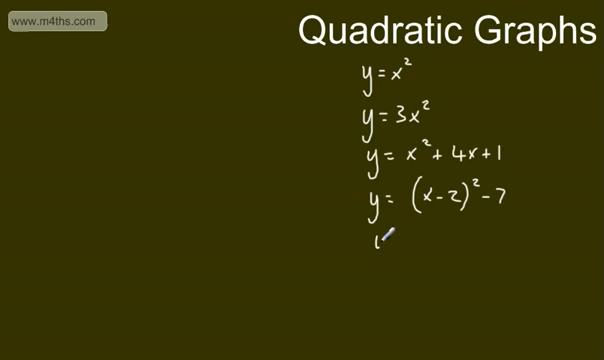 www.m4ths.com
Quadratic Graphs
y = x²
y = 3x²
y = x² + 4x + 1
y = (x - 2)² - 7